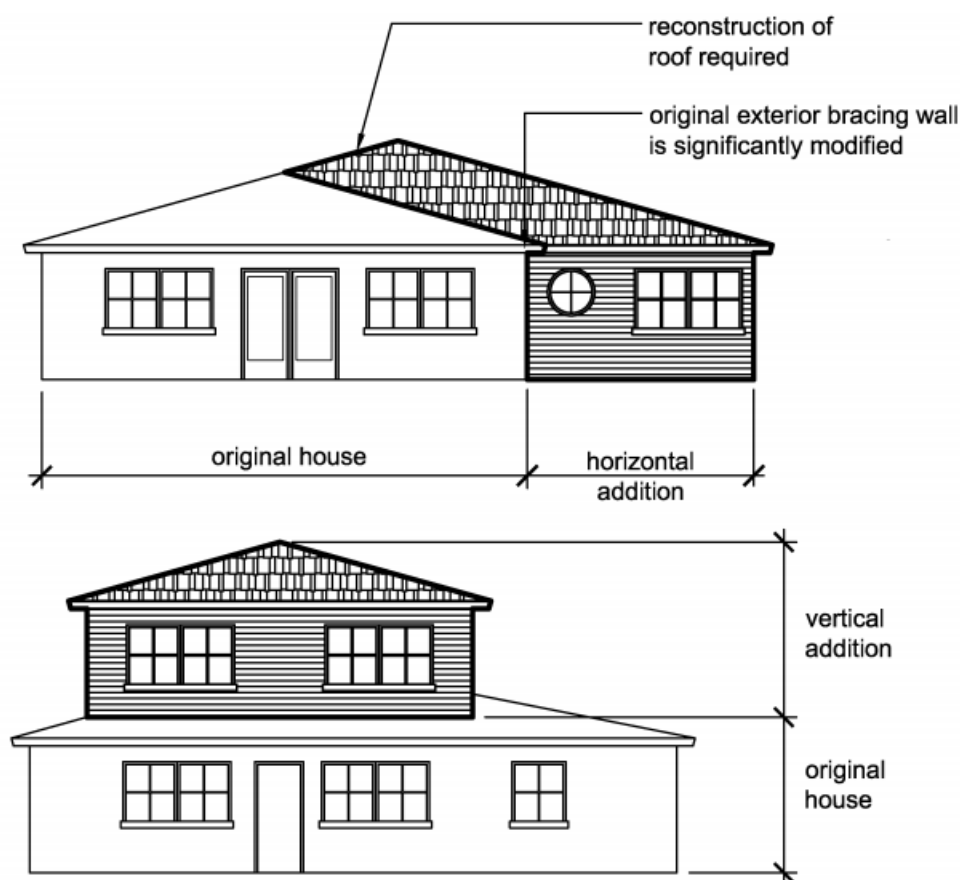 reconstruction of
roof required
original exterior bracing wall
is significantly modified
original house
horizontal
addition
vertical
addition
original
house